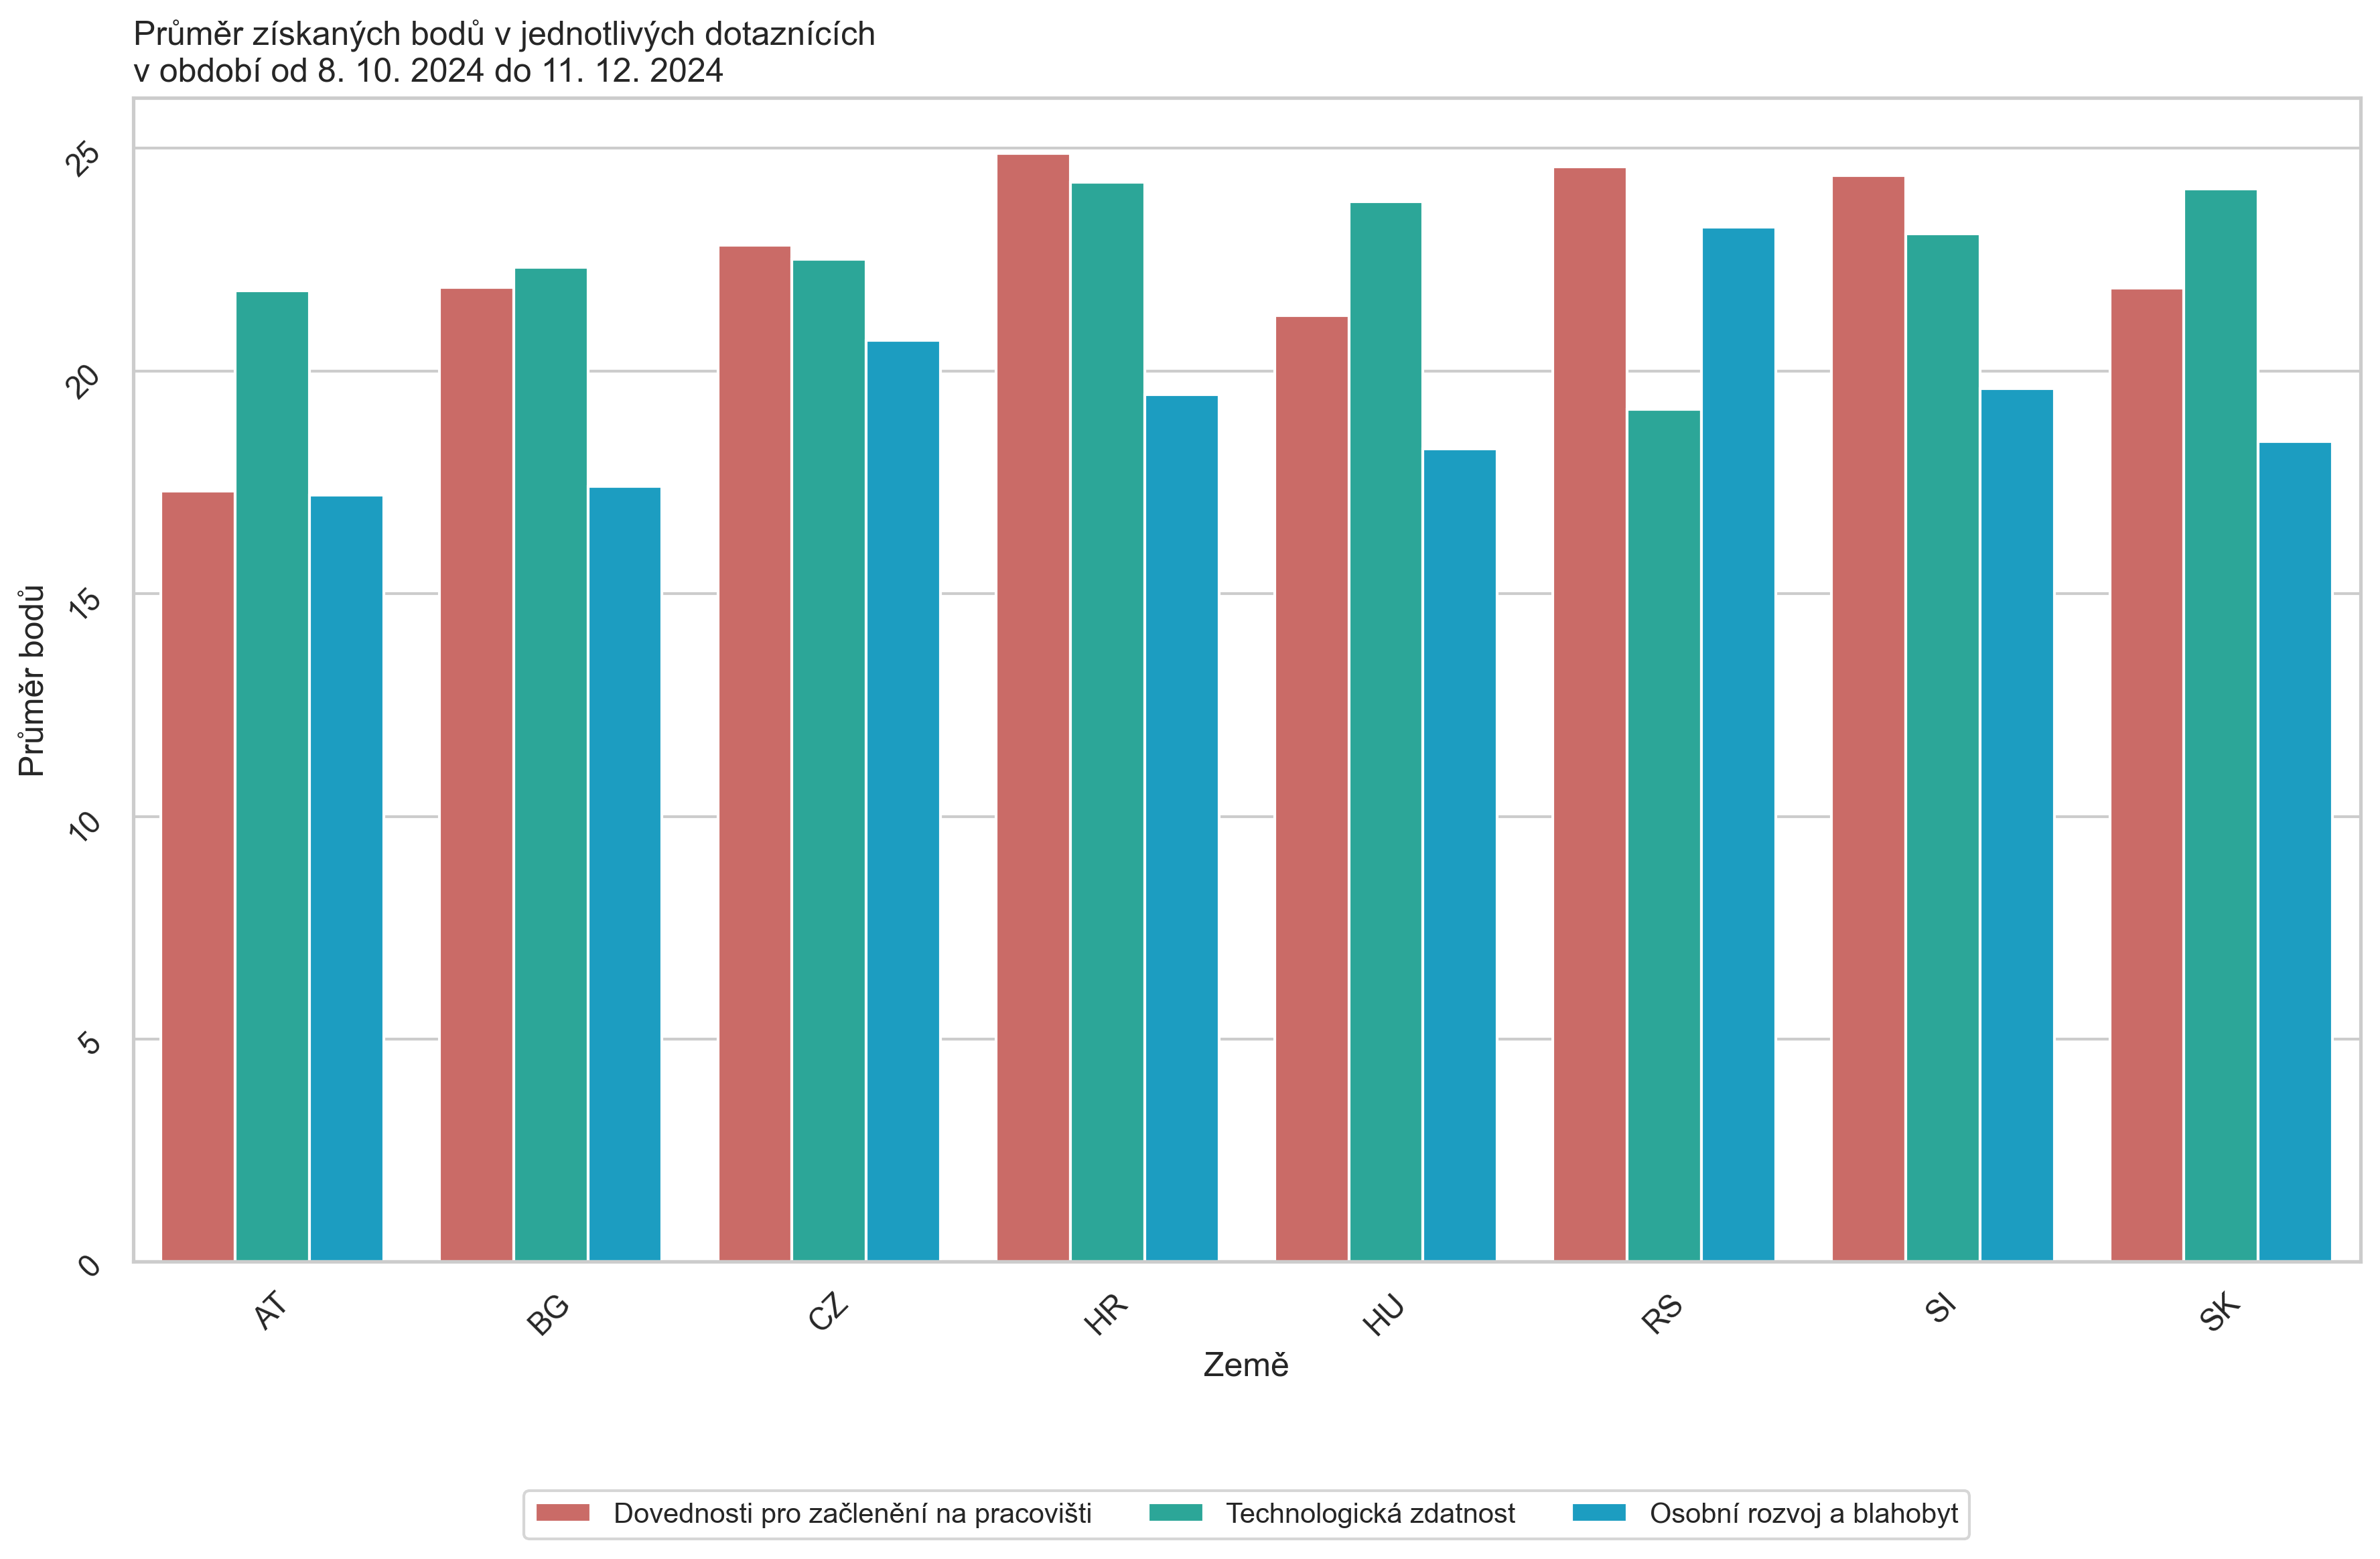 Průměr získaných bodů v jednotlivých dotaznících
v období od 8. 10. 2024 do 11. 12. 2024
Průměr bodů
25
20
15
10
5
0
AT
BG
CZ
HR
HU
RS
SI
SK
Země
Dovednosti pro začlenění na pracovišti
Technologická zdatnost
Osobní rozvoj a blahobyt